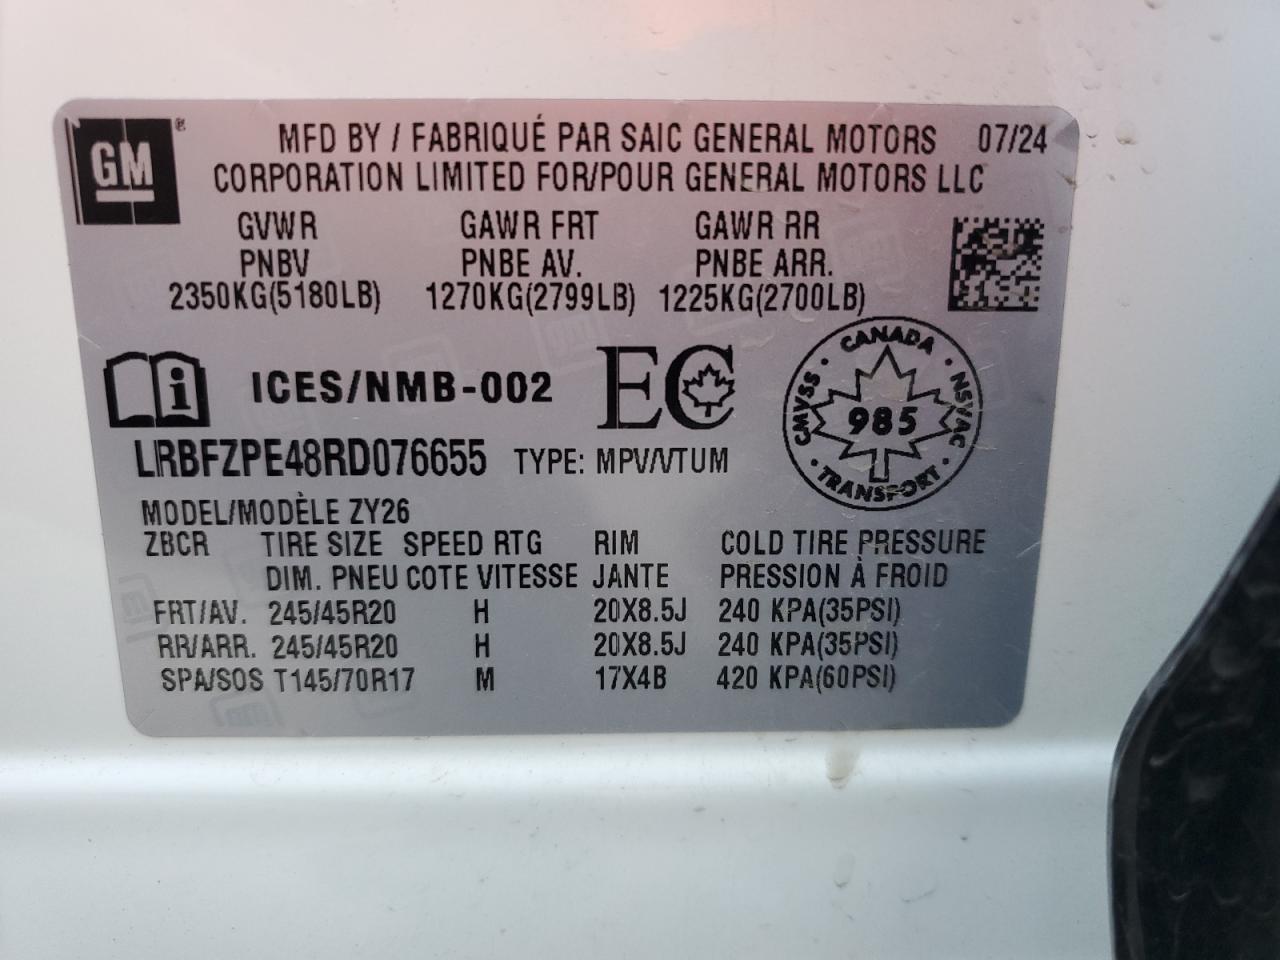 GM
MFD BY / FABRIQUÉ PAR SAIC GENERAL MOTORS 07/24
CORPORATION LIMITED FOR/POUR GENERAL MOTORS LLC
GVWR GAWR FRT GAWR RR
PNBV PNBE AV. PNBE ARR.
2350KG(5180LB) 1270KG(2799LB) 1225KG(2700LB)
i ICES/NMB-002 EC
CANADA
CMVSS 985 NSVAC
TRANSPORT
LRBFZPE48RD076655 TYPE: MPV/VTUM
MODEL/MODÈLE ZY26
ZBCR TIRE SIZE SPEED RTG RIM COLD TIRE PRESSURE
DIM. PNEU COTE VITESSE JANTE PRESSION À FROID
FRT/AV. 245/45R20 H 20X8.5J 240 KPA(35PSI)
RR/ARR. 245/45R20 H 20X8.5J 240 KPA(35PSI)
SPA/SOS T145/70R17 M 17X4B 420 KPA(60PSI)